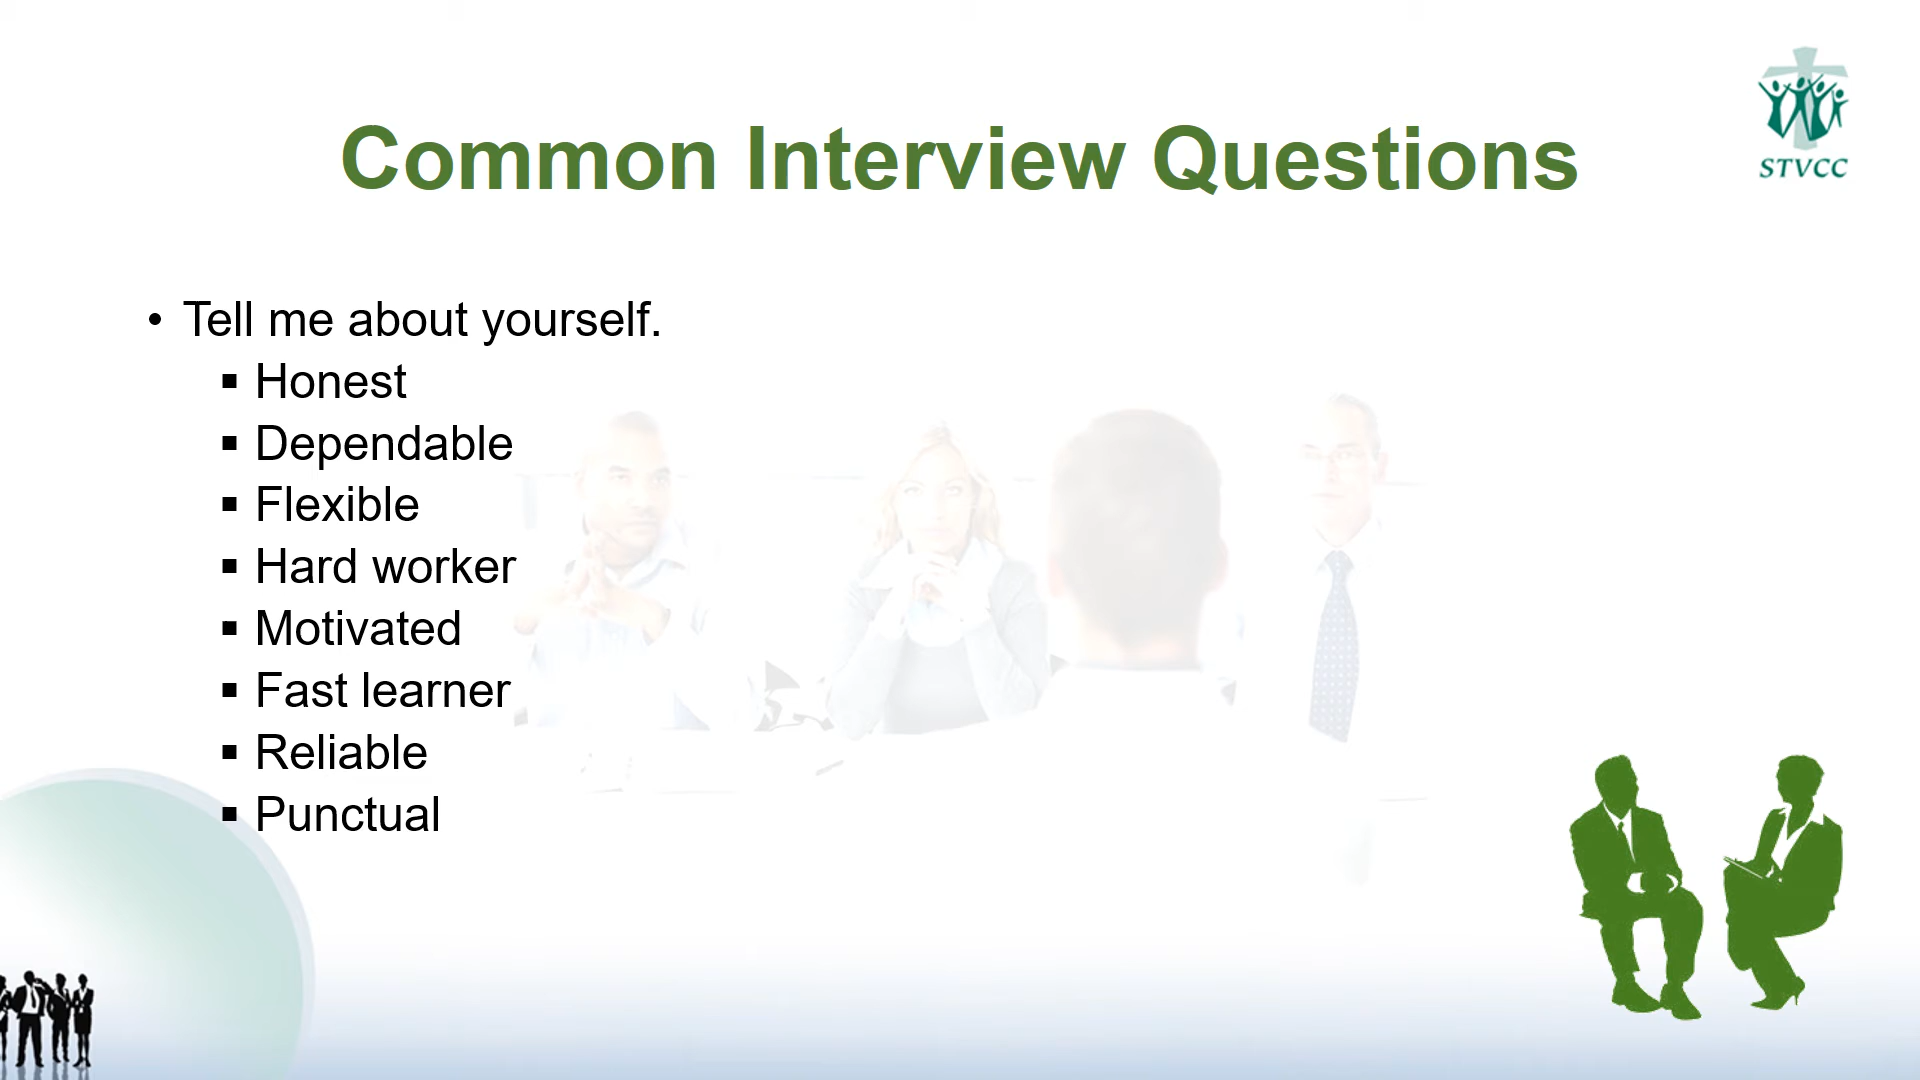 STVCC
Common Interview Questions
• Tell me about yourself.
▪ Honest
▪ Dependable
▪ Flexible
▪ Hard worker
▪ Motivated
▪ Fast learner
▪ Reliable
▪ Punctual